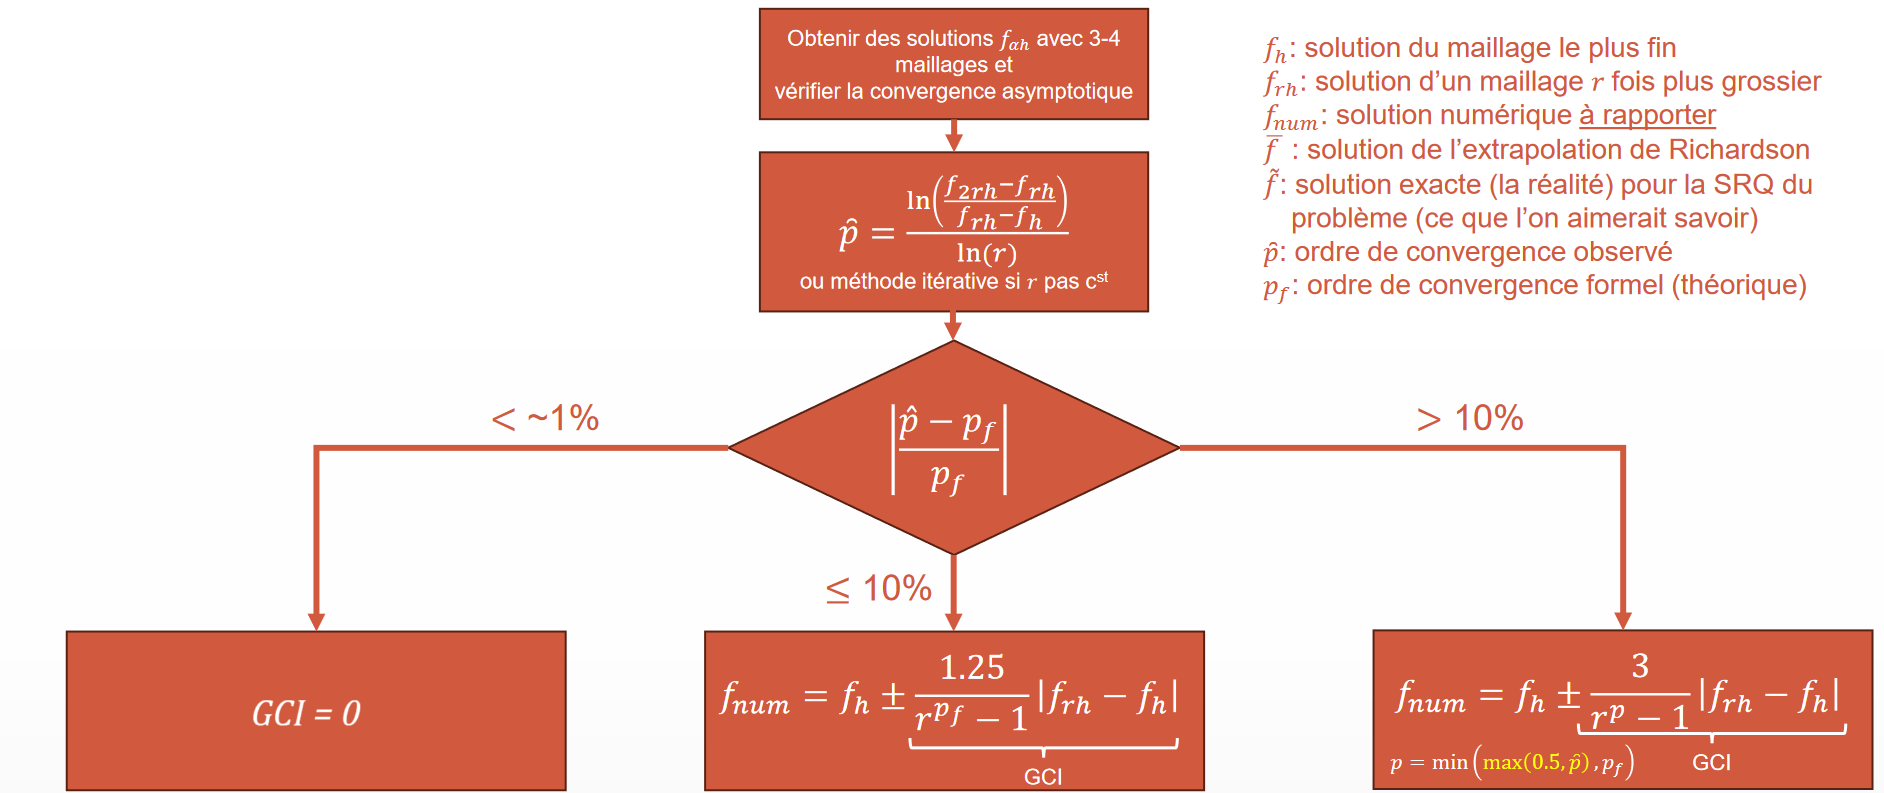 Obtenir des solutions f_αh avec 3-4
maillages et
vérifier la convergence asymptotique
p̂ = ln((f_2rh − f_rh)/(f_rh − f_h)) / ln(r)
ou méthode itérative si r pas c^st
|(p̂ − p_f)/p_f|
< ~1%
≤ 10%
> 10%
GCI = 0
f_num = f_h ± 1.25/(r^p_f − 1) |f_rh − f_h|
GCI
f_num = f_h ± 3/(r^p − 1) |f_rh − f_h|
p = min(max(0.5, p̂), p_f)
GCI
f_h: solution du maillage le plus fin
f_rh: solution d'un maillage r fois plus grossier
f_num: solution numérique à rapporter
f̅ : solution de l'extrapolation de Richardson
f̃: solution exacte (la réalité) pour la SRQ du
problème (ce que l'on aimerait savoir)
p̂: ordre de convergence observé
p_f: ordre de convergence formel (théorique)